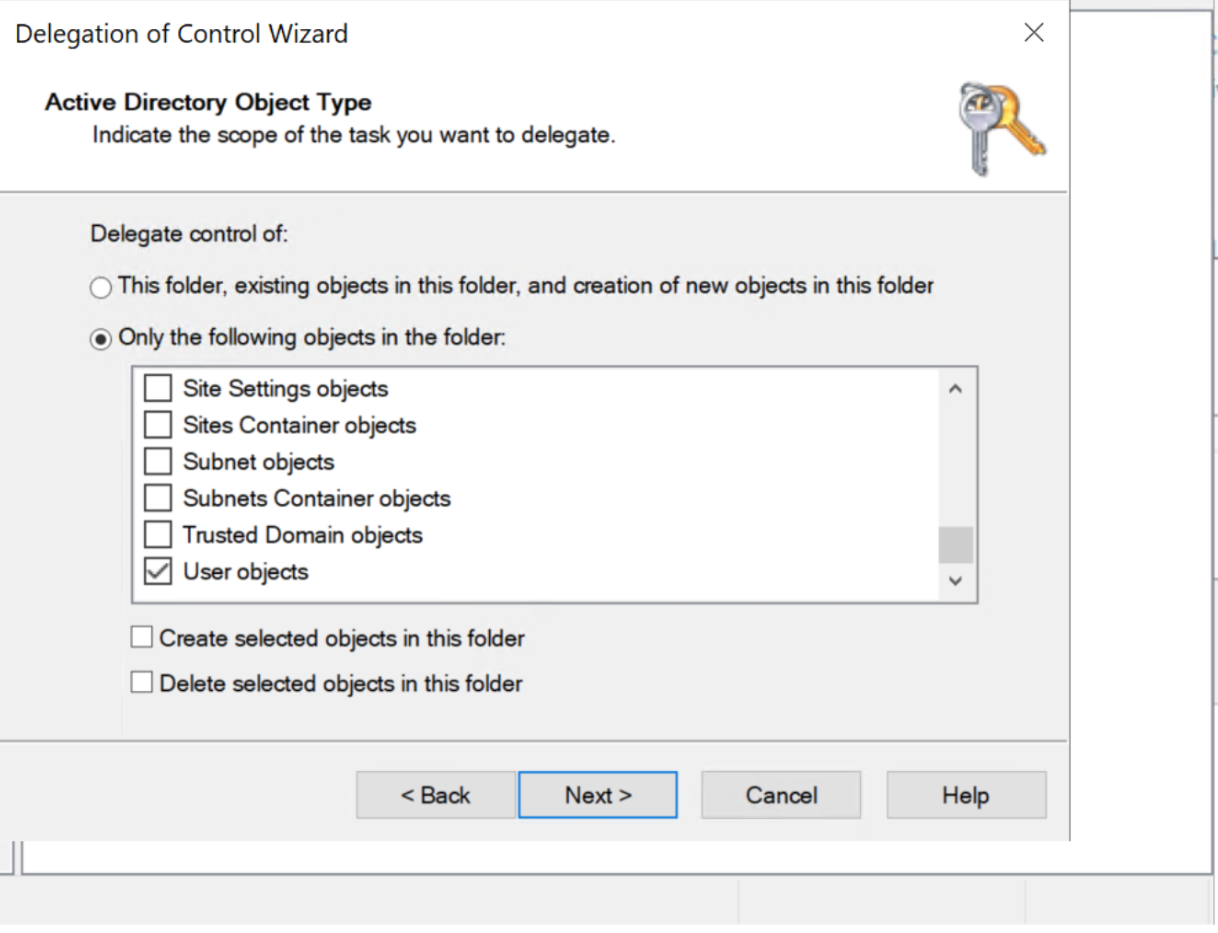 Delegation of Control Wizard
Active Directory Object Type
Indicate the scope of the task you want to delegate.
Delegate control of:
This folder, existing objects in this folder, and creation of new objects in this folder
Only the following objects in the folder:
Site Settings objects
Sites Container objects
Subnet objects
Subnets Container objects
Trusted Domain objects
User objects
Create selected objects in this folder
Delete selected objects in this folder
< Back
Next >
Cancel
Help